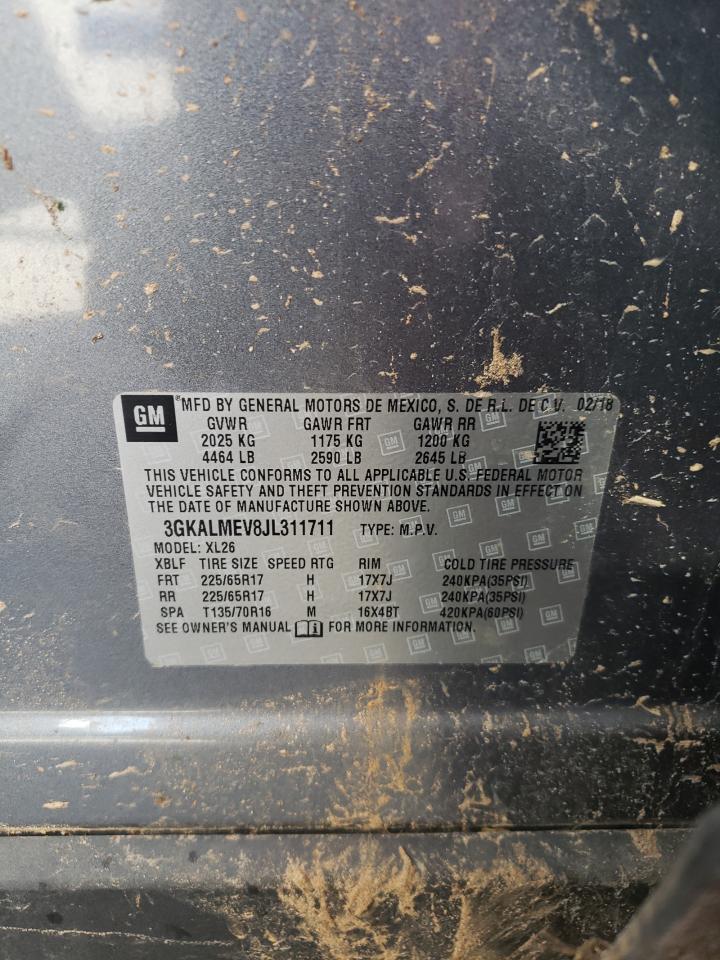 GM ®MFD BY GENERAL MOTORS DE MEXICO, S. DE R.L. DE C.V. 02/18
GVWR GAWR FRT GAWR RR
2025 KG 1175 KG 1200 KG
4464 LB 2590 LB 2645 LB
THIS VEHICLE CONFORMS TO ALL APPLICABLE U.S. FEDERAL MOTOR
VEHICLE SAFETY AND THEFT PREVENTION STANDARDS IN EFFECT ON
THE DATE OF MANUFACTURE SHOWN ABOVE.
3GKALMEV8JL311711 TYPE: M.P.V.
MODEL: XL26
XBLF TIRE SIZE SPEED RTG RIM COLD TIRE PRESSURE
FRT 225/65R17 H 17X7J 240KPA(35PSI)
RR 225/65R17 H 17X7J 240KPA(35PSI)
SPA T135/70R16 M 16X4BT 420KPA(60PSI)
SEE OWNER'S MANUAL FOR MORE INFORMATION.